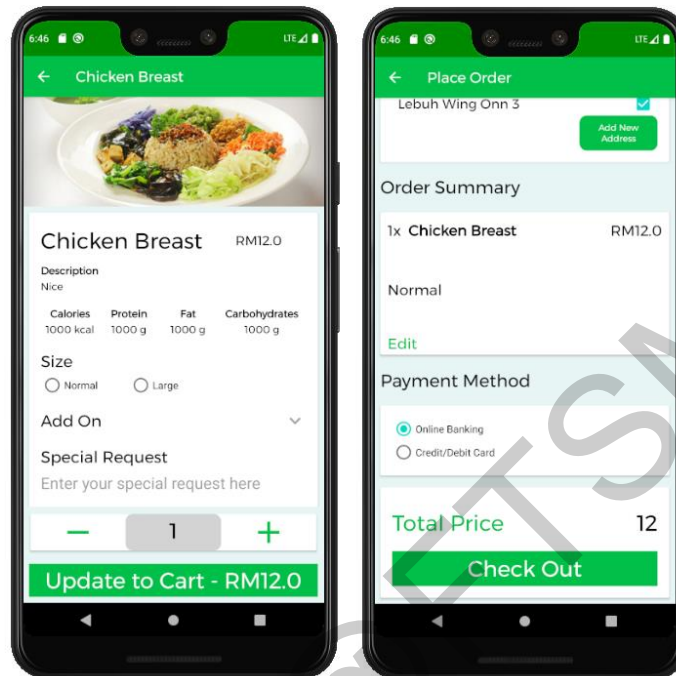 6:46 LTE
Chicken Breast
Chicken Breast RM12.0
Description
Nice
Calories Protein Fat Carbohydrates
1000 kcal 1000 g 1000 g 1000 g
Size
Normal Large
Add On
Special Request
Enter your special request here
1
Update to Cart - RM12.0
6:46 LTE
Place Order
Lebuh Wing Onn 3
Add New
Address
Order Summary
1x Chicken Breast RM12.0
Normal
Edit
Payment Method
Online Banking
Credit/Debit Card
Total Price 12
Check Out